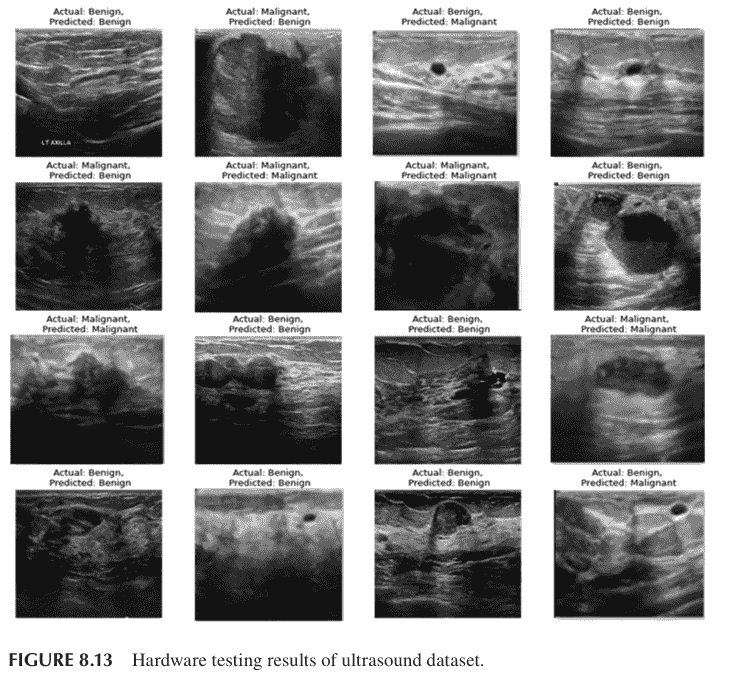 Actual: Benign,
Predicted: Benign
Actual: Malignant,
Predicted: Benign
Actual: Benign,
Predicted: Malignant
Actual: Benign,
Predicted: Benign
LT AXILLA
Actual: Malignant,
Predicted: Benign
Actual: Malignant,
Predicted: Malignant
Actual: Malignant,
Predicted: Malignant
Actual: Benign,
Predicted: Benign
Actual: Malignant,
Predicted: Malignant
Actual: Benign,
Predicted: Benign
Actual: Benign,
Predicted: Benign
Actual: Malignant,
Predicted: Malignant
Actual: Benign,
Predicted: Benign
Actual: Benign,
Predicted: Benign
Actual: Benign,
Predicted: Benign
Actual: Benign,
Predicted: Malignant
FIGURE 8.13 Hardware testing results of ultrasound dataset.